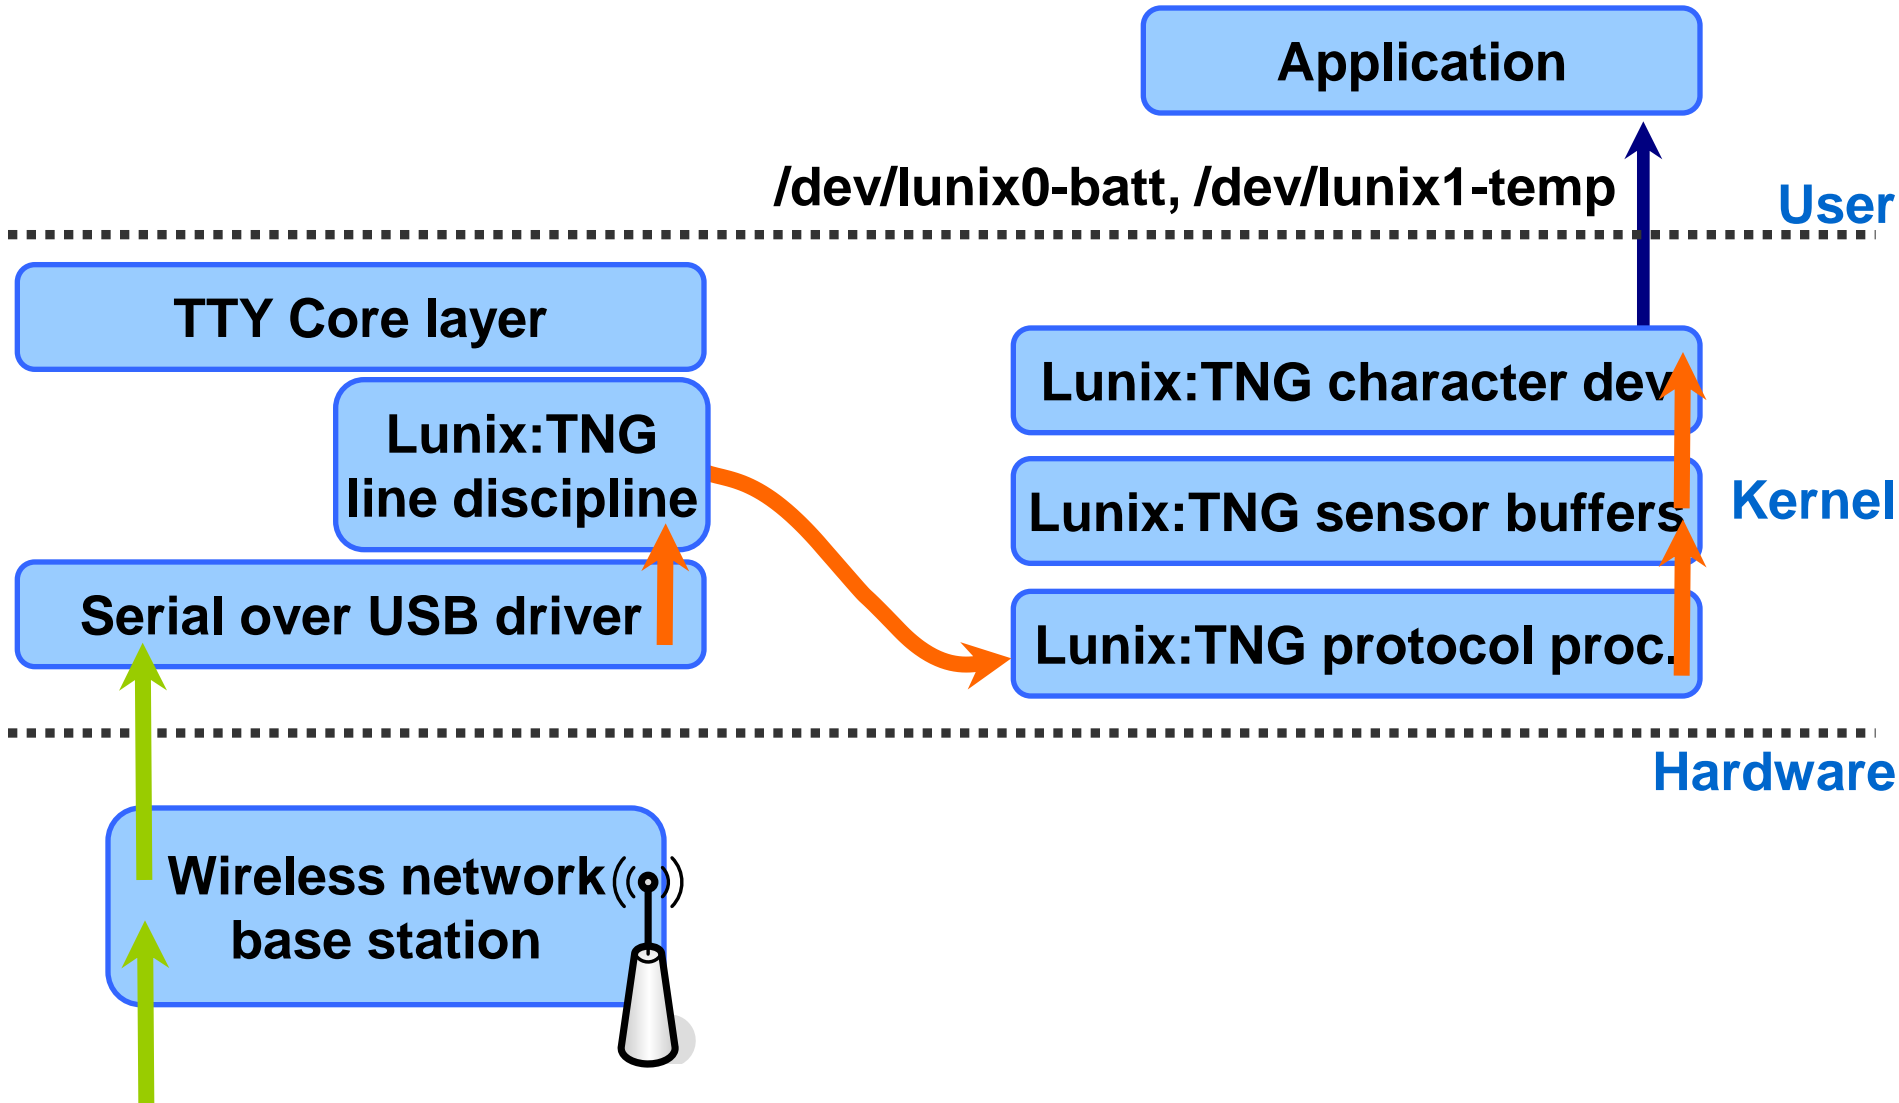 Application
/dev/lunix0-batt, /dev/lunix1-temp
User
TTY Core layer
Lunix:TNG
line discipline
Serial over USB driver
Lunix:TNG character dev
Lunix:TNG sensor buffers
Kernel
Lunix:TNG protocol proc.
Hardware
Wireless network
base station